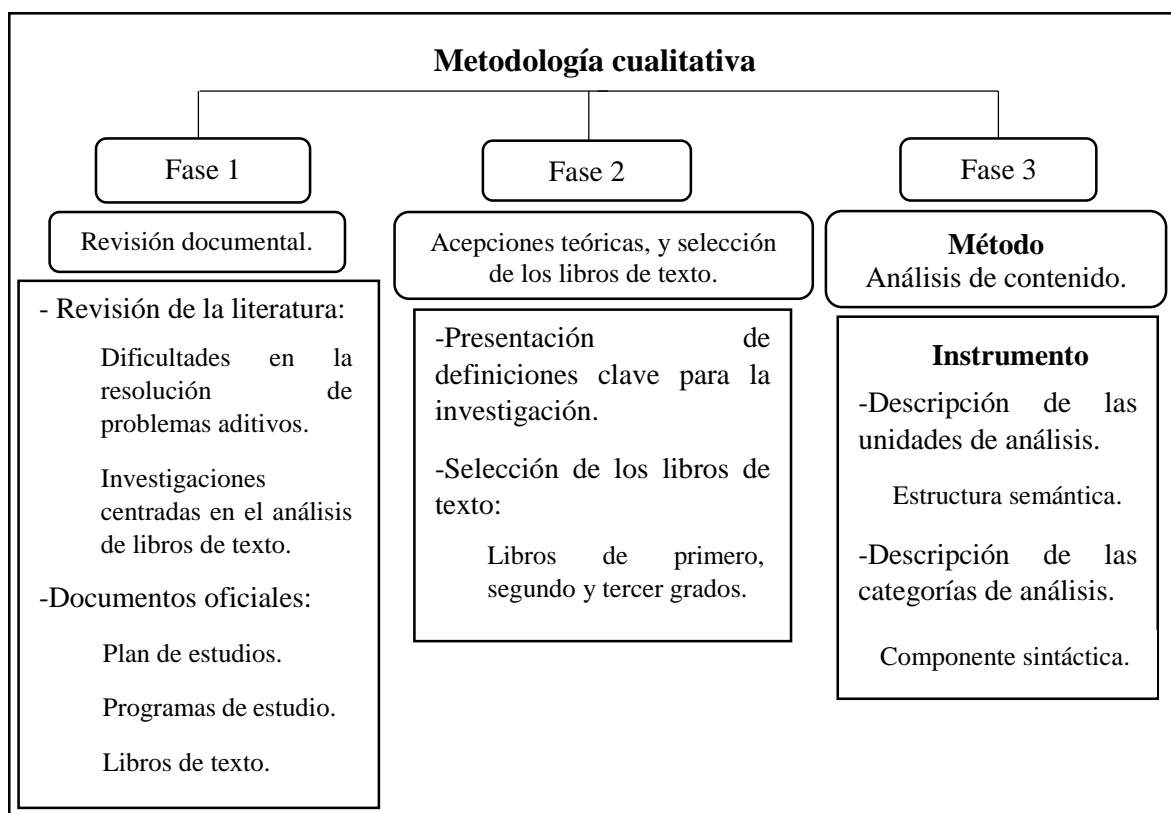 Metodología cualitativa
Fase 1
Revisión documental.
- Revisión de la literatura:
Dificultades en la
resolución de
problemas aditivos.
Investigaciones
centradas en el análisis
de libros de texto.
-Documentos oficiales:
Plan de estudios.
Programas de estudio.
Libros de texto.
Fase 2
Acepciones teóricas, y selección
de los libros de texto.
-Presentación de
definiciones clave para la
investigación.
-Selección de los libros de
texto:
Libros de primero,
segundo y tercer grados.
Fase 3
Método
Análisis de contenido.
Instrumento
-Descripción de las
unidades de análisis.
Estructura semántica.
-Descripción de las
categorías de análisis.
Componente sintáctica.